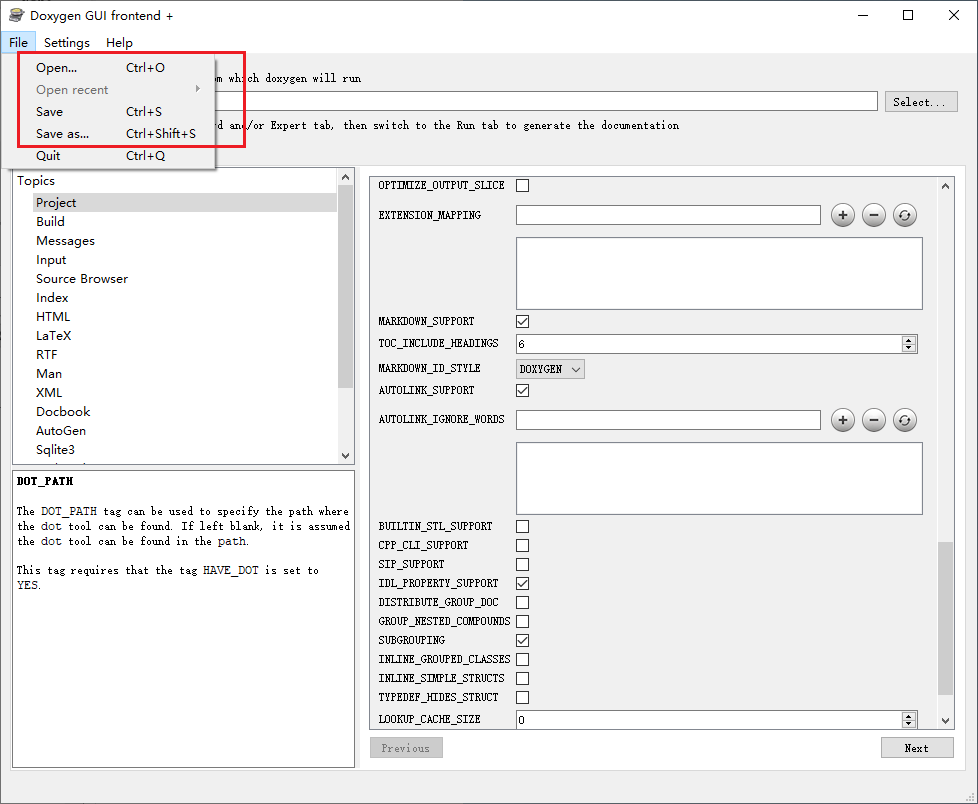 Doxygen GUI frontend +
File Settings Help
Open... Ctrl+O
Open recent
Save Ctrl+S
Save as... Ctrl+Shift+S
Quit Ctrl+Q
which doxygen will run
Select...
and/or Expert tab, then switch to the Run tab to generate the documentation
Topics
Project
Build
Messages
Input
Source Browser
Index
HTML
LaTeX
RTF
Man
XML
Docbook
AutoGen
Sqlite3
DOT_PATH
The DOT_PATH tag can be used to specify the path where
the dot tool can be found. If left blank, it is assumed
the dot tool can be found in the path.
This tag requires that the tag HAVE_DOT is set to
YES.
OPTIMIZE_OUTPUT_SLICE
EXTENSION_MAPPING
MARKDOWN_SUPPORT
TOC_INCLUDE_HEADINGS 6
MARKDOWN_ID_STYLE DOXYGEN
AUTOLINK_SUPPORT
AUTOLINK_IGNORE_WORDS
BUILTIN_STL_SUPPORT
CPP_CLI_SUPPORT
SIP_SUPPORT
IDL_PROPERTY_SUPPORT
DISTRIBUTE_GROUP_DOC
GROUP_NESTED_COMPOUNDS
SUBGROUPING
INLINE_GROUPED_CLASSES
INLINE_SIMPLE_STRUCTS
TYPEDEF_HIDES_STRUCT
LOOKUP_CACHE_SIZE 0
Previous Next